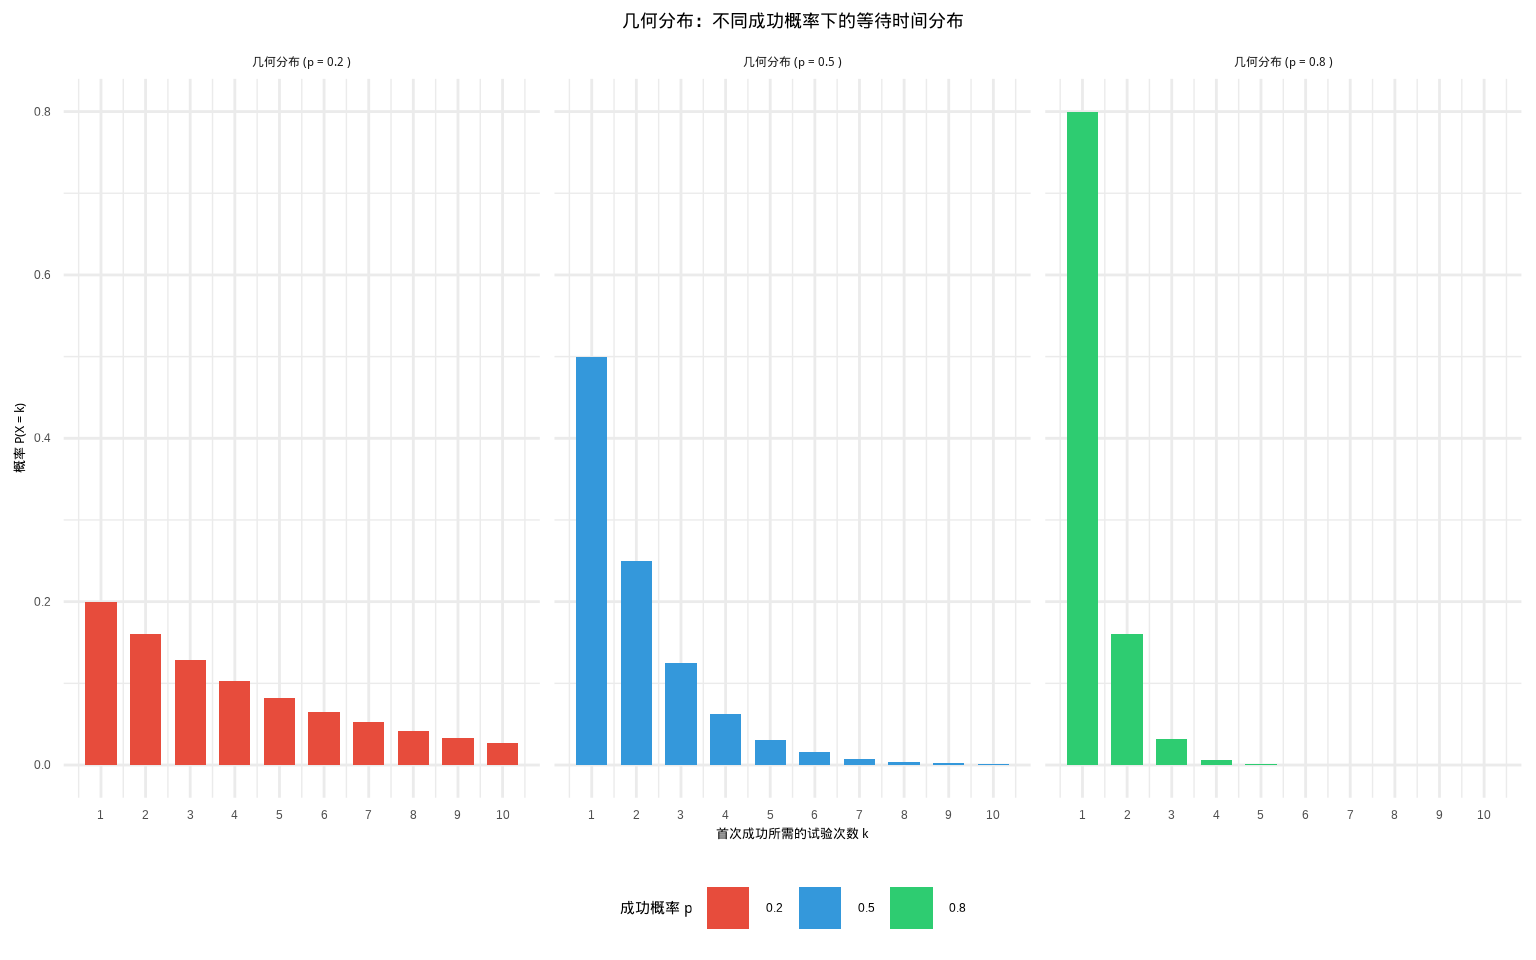 几何分布：不同成功概率下的等待时间分布
几何分布 (p = 0.2 )
几何分布 (p = 0.5 )
几何分布 (p = 0.8 )
概率 P(X = k)
0.8
0.6
0.4
0.2
0.0
1 2 3 4 5 6 7 8 9 10
1 2 3 4 5 6 7 8 9 10
1 2 3 4 5 6 7 8 9 10
首次成功所需的试验次数 k
成功概率 p 0.2 0.5 0.8